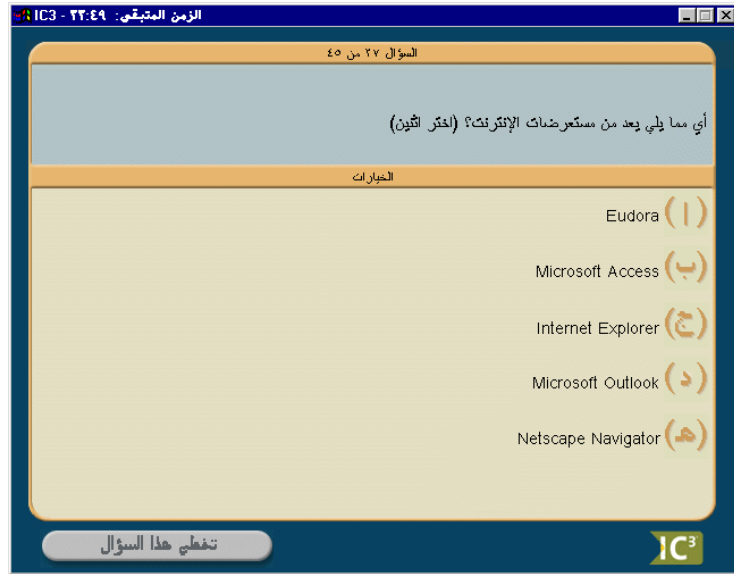 الزمن المتبقي: ٢٢:٤٩ - IC3
السؤال ٢٧ من ٤٥
أي مما يلي يعد من مستعرضات الإنترنت؟ (اختر اثنين)
الخيارات
أ) Eudora)
ب) Microsoft Access)
ج) Internet Explorer)
د) Microsoft Outlook)
هـ) Netscape Navigator)
تخطي هذا السؤال
IC³